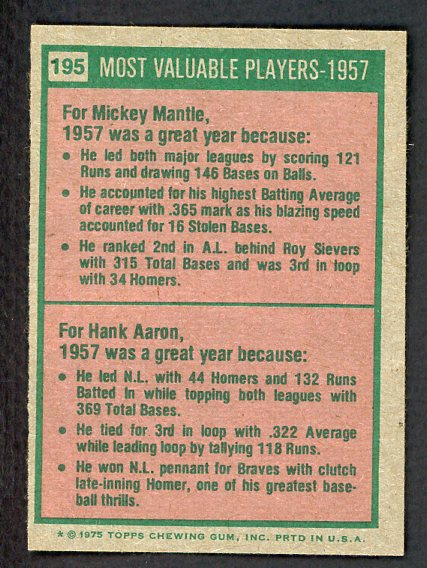 195 MOST VALUABLE PLAYERS-1957
For Mickey Mantle,
1957 was a great year because:
● He led both major leagues by scoring 121
Runs and drawing 146 Bases on Balls.
● He accounted for his highest Batting Average
of career with .365 mark as his blazing speed
accounted for 16 Stolen Bases.
● He ranked 2nd in A.L. behind Roy Sievers
with 315 Total Bases and was 3rd in loop
with 34 Homers.
For Hank Aaron,
1957 was a great year because:
● He led N.L. with 44 Homers and 132 Runs
Batted In while topping both leagues with
369 Total Bases.
● He tied for 3rd in loop with .322 Average
while leading loop by tallying 118 Runs.
● He won N.L. pennant for Braves with clutch
late-inning Homer, one of his greatest base-
ball thrills.
* © 1975 TOPPS CHEWING GUM, INC. PRTD IN U.S.A.